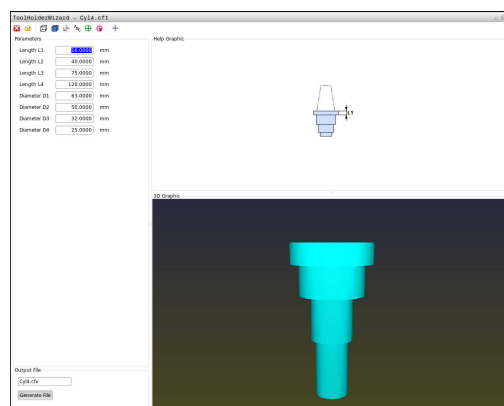 ToolHolderWizard - Cyl4.cft
Parameters
Length L1 mm
Length L2 40.0000 mm
Length L3 75.0000 mm
Length L4 120.0000 mm
Diameter D1 63.0000 mm
Diameter D2 50.0000 mm
Diameter D3 32.0000 mm
Diameter D4 25.0000 mm
Output File
Cyl4.cfx
Generate File
Help Graphic
L1
3D Graphic